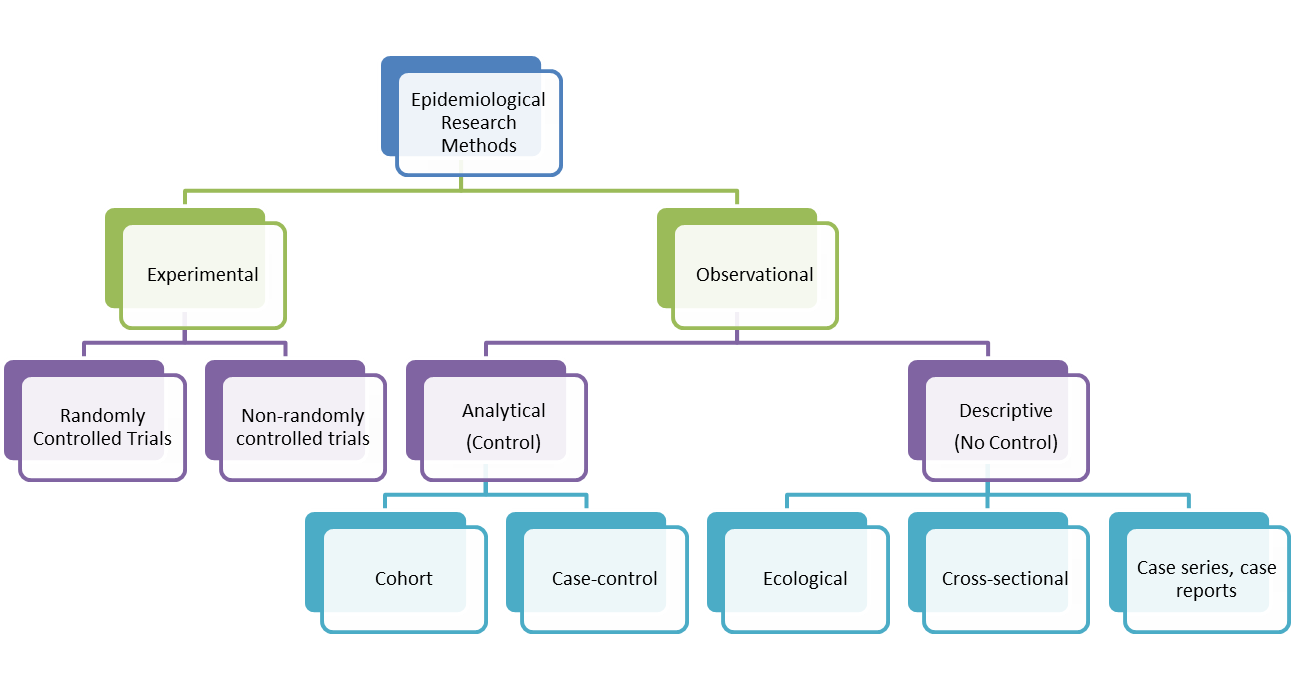 Epidemiological
Research
Methods
Experimental
Observational
Randomly
Controlled Trials
Non-randomly
controlled trials
Analytical
(Control)
Descriptive
(No Control)
Cohort
Case-control
Ecological
Cross-sectional
Case series, case
reports